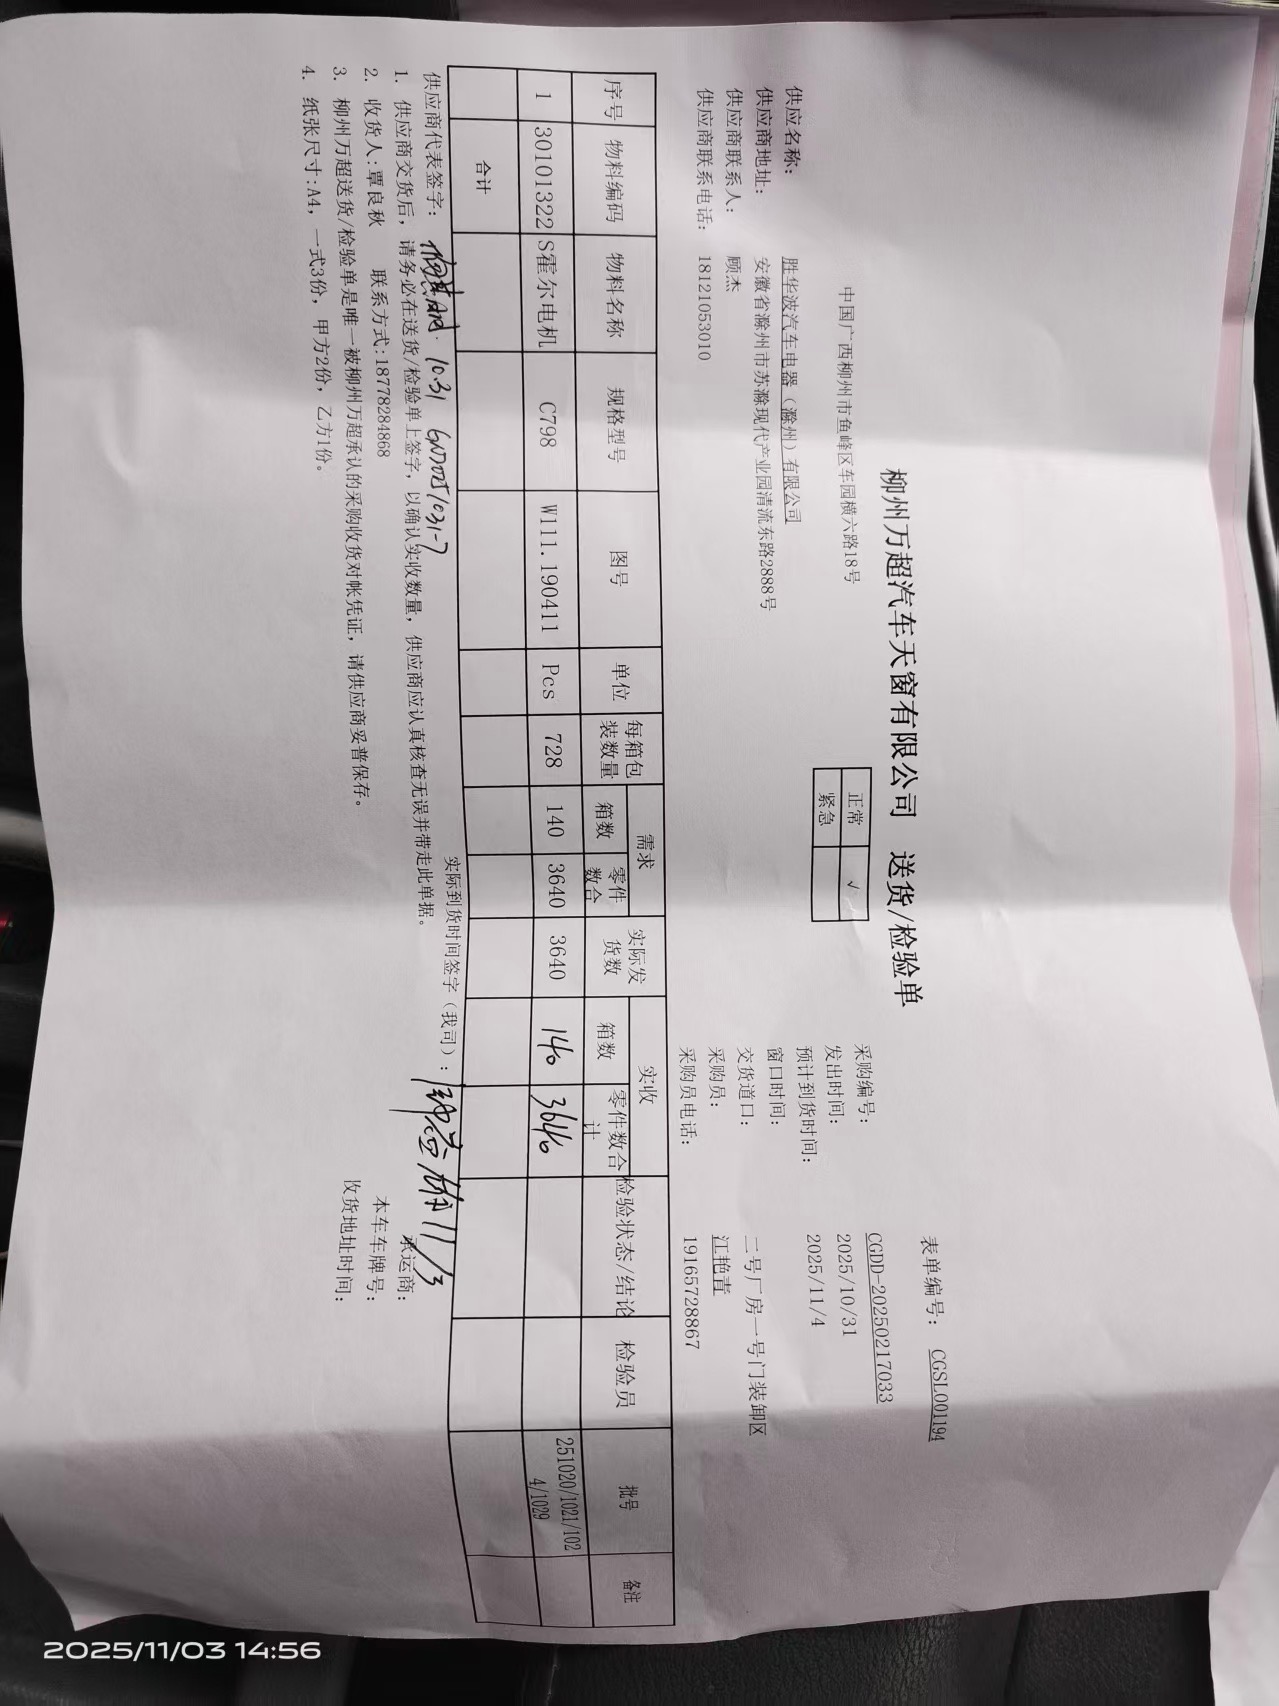 柳州万超汽车天窗有限公司 送货/检验单
表单编号: CGSL001194
中国广西柳州市鱼峰区车园横六路18号
正常 √
紧急
采购编号: CGDD-20250217033
发出时间: 2025/10/31
预计到货时间: 2025/11/4
窗口时间:
交货道口: 二号厂房一号门装卸区
采购员: 江艳青
采购员电话: 19165728867
供应名称: 胜华波汽车电器（滁州）有限公司
供应商地址: 安徽省滁州市苏滁现代产业园清流东路2888号
供应商联系人: 顾杰
供应商联系电话: 18121053010
序号 物料编码 物料名称 规格型号 图号 单位 每箱包装数量 需求 箱数 零件数合 实际发货数 实收 箱数 零件数合计 检验状态/结论 检验员 批号 备注
1 30101322 S霍尔电机 C798 W111.190411 Pcs 728 140 3640 3640 140 3640 251020/1021/1024/1029
合计
供应商代表签字: 10.31 GN20251031-7 实际到货时间签字（我司）: 11/3
1. 供应商交货后，请务必在送货/检验单上签字，以确认实收数量，供应商应认真核查无误并带走此单据。
承运商:
2. 收货人:覃良秋 联系方式:18778284868
本车车牌号:
3. 柳州万超送货/检验单是唯一被柳州万超承认的采购收货对帐凭证，请供应商妥善保存。
收货地址时间:
4. 纸张尺寸:A4，一式3份，甲方2份，乙方1份。
2025/11/03 14:56